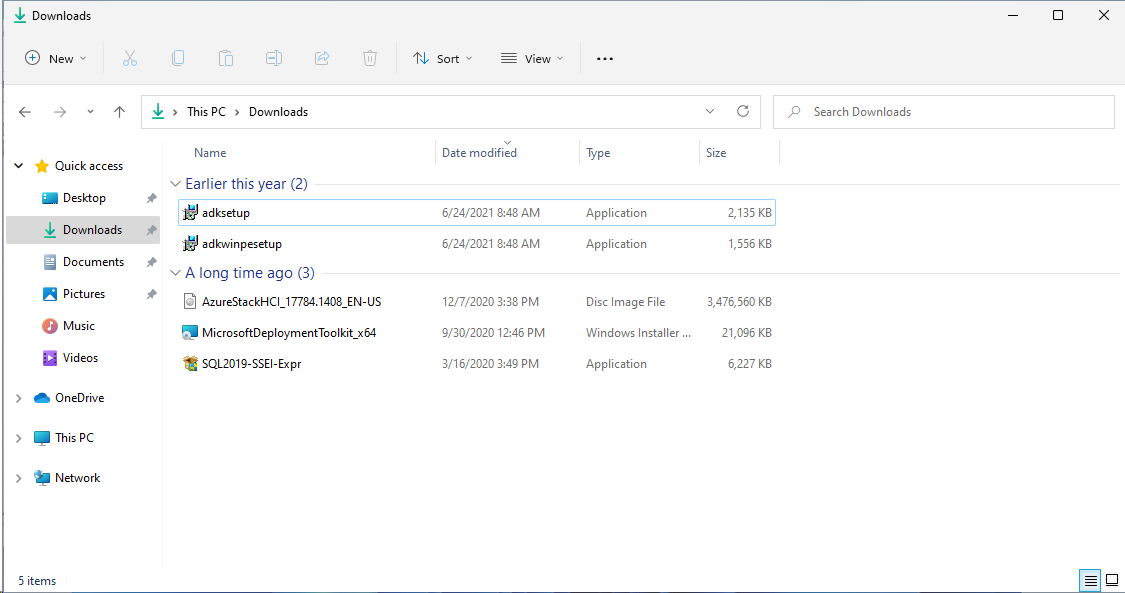 Downloads
New
Sort
View
This PC > Downloads
Search Downloads
Name Date modified Type Size
Quick access
Desktop
Downloads
Documents
Pictures
Music
Videos
OneDrive
This PC
Network
Earlier this year (2)
adksetup 6/24/2021 8:48 AM Application 2,135 KB
adkwinpesetup 6/24/2021 8:48 AM Application 1,556 KB
A long time ago (3)
AzureStackHCI_17784.1408_EN-US 12/7/2020 3:38 PM Disc Image File 3,476,560 KB
MicrosoftDeploymentToolkit_x64 9/30/2020 12:46 PM Windows Installer ... 21,096 KB
SQL2019-SSEI-Expr 3/16/2020 3:49 PM Application 6,227 KB
5 items